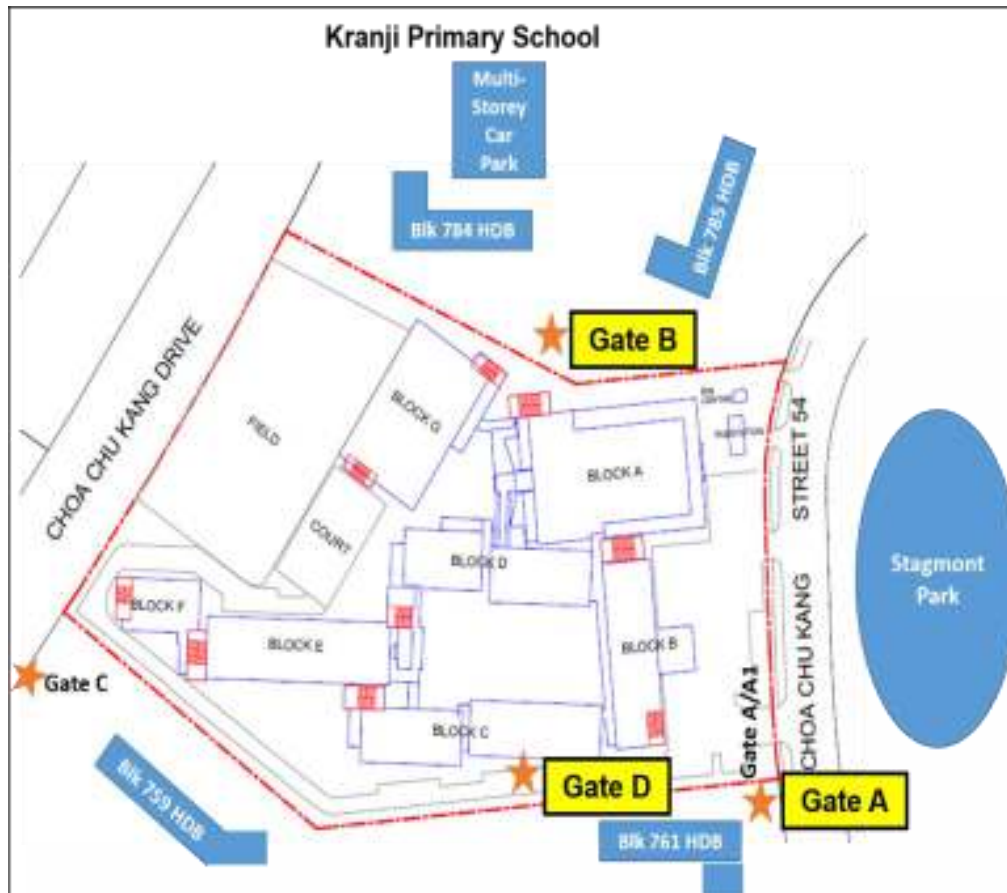 Kranji Primary School
Multi-
Storey
Car
Park
Blk 784 HDB
Blk 785 HDB
Gate B
CHOA CHU KANG DRIVE
FIELD
BLOCK G
COURT
BLOCK A
BLOCK D
BLOCK F
BLOCK E
BLOCK B
BLOCK C
STREET 54
CHOA CHU KANG
Stagmont
Park
Gate C
Gate A/A1
Gate D
Gate A
Blk 759 HDB
Blk 761 HDB